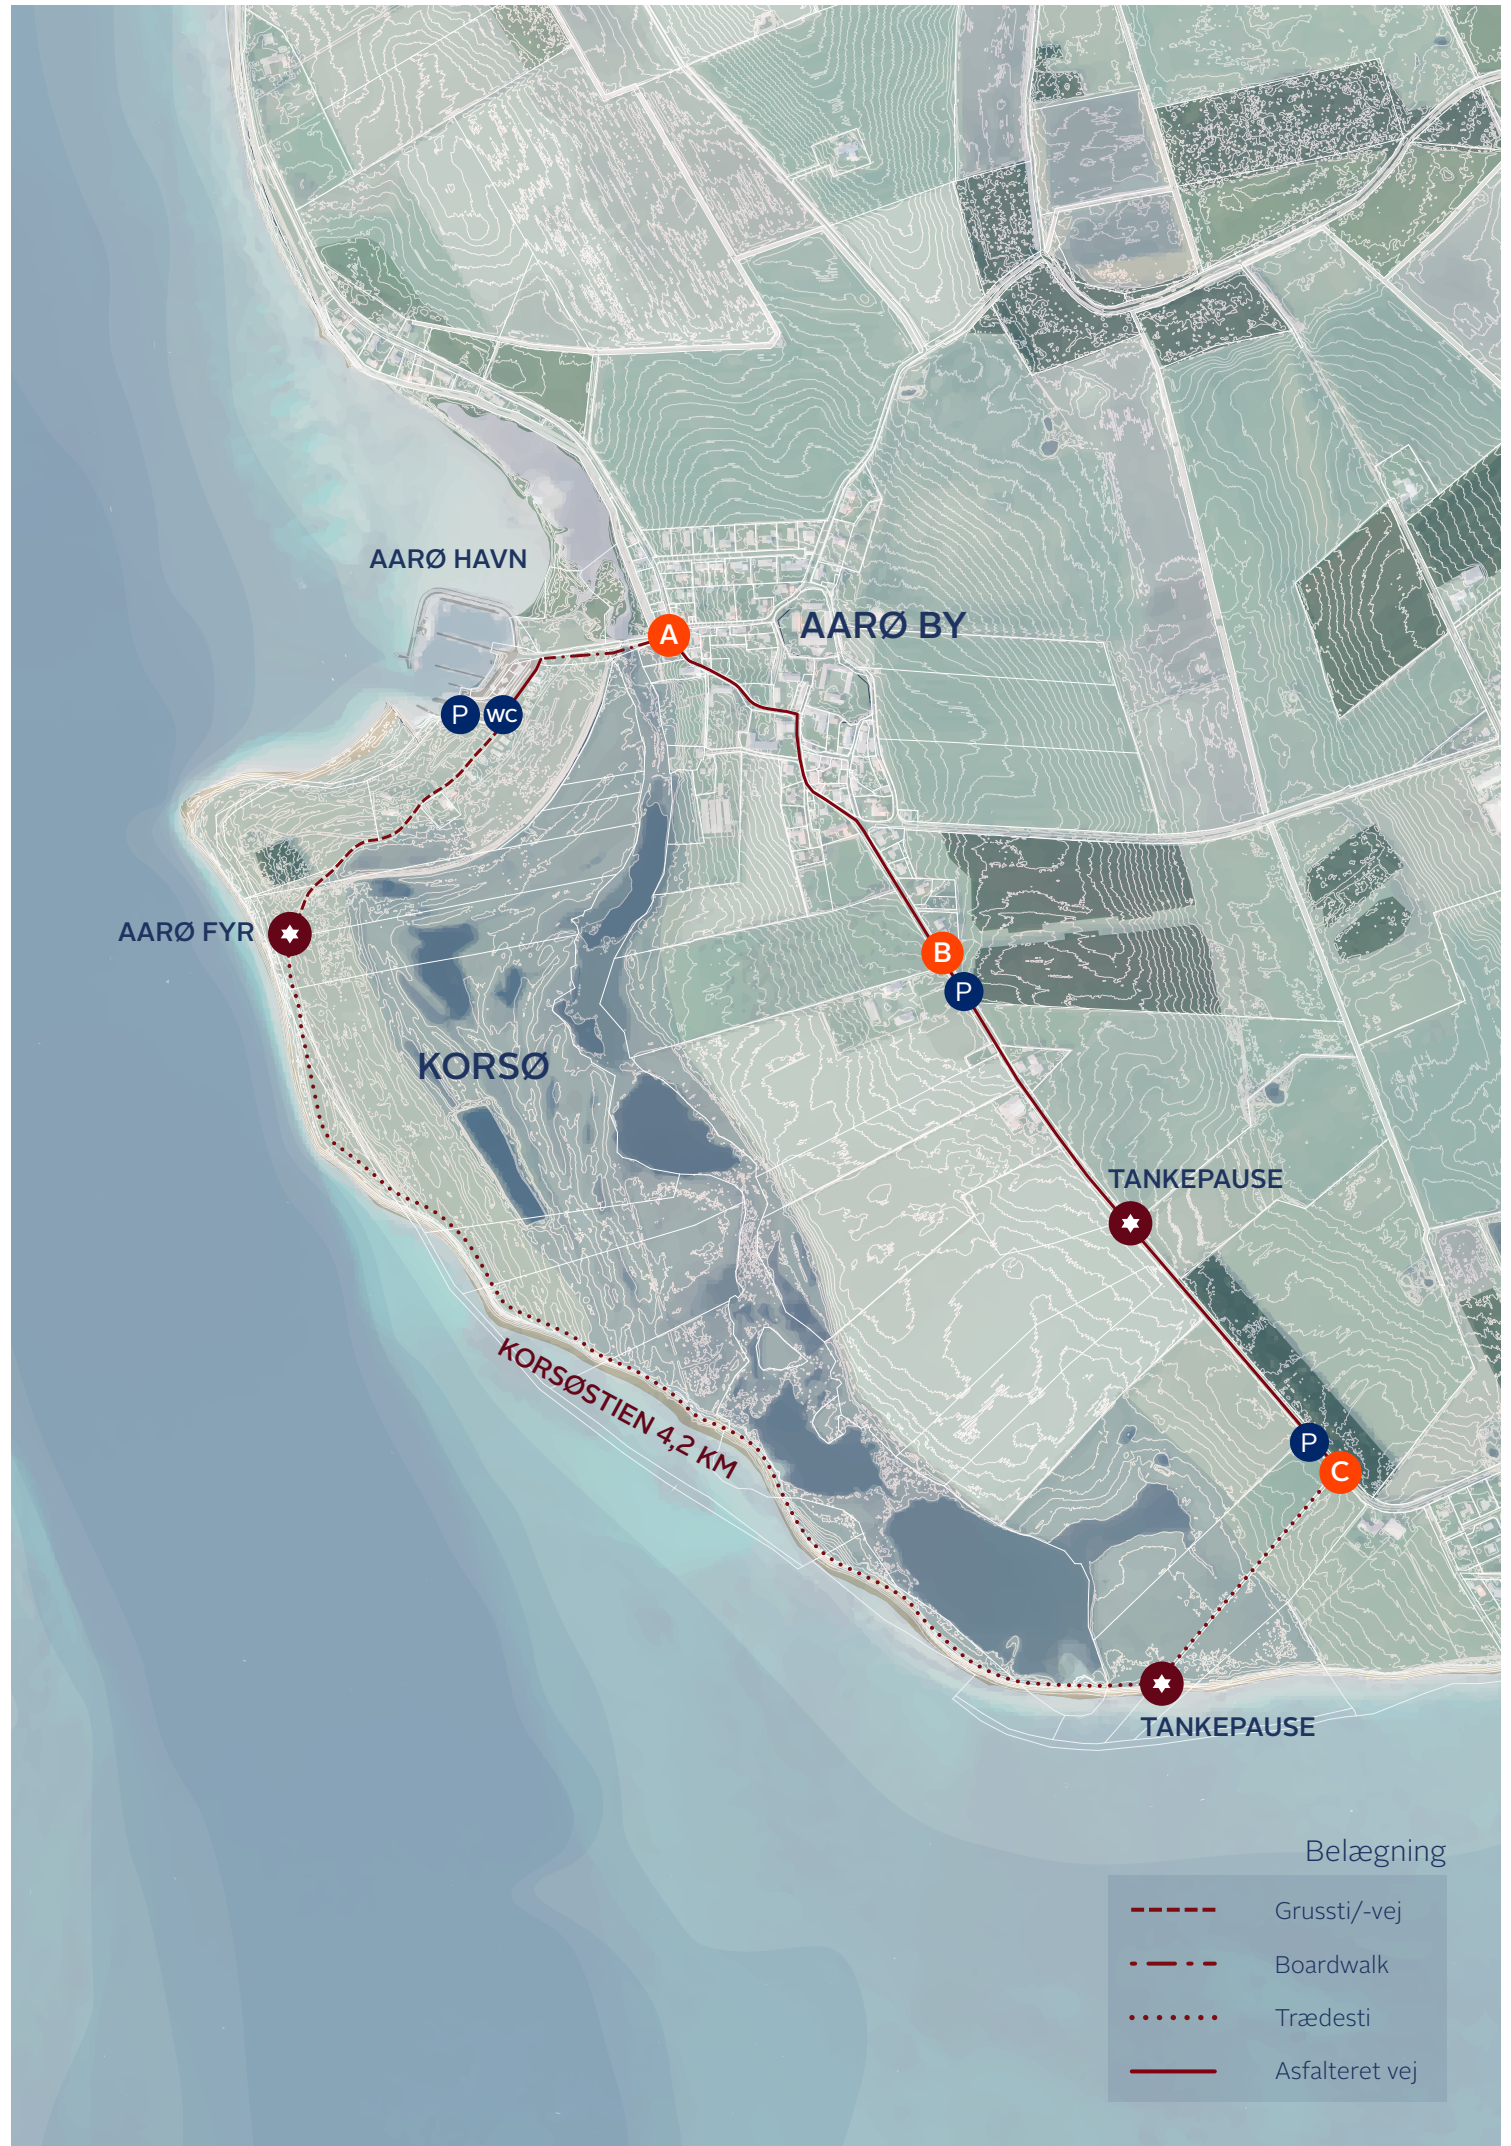 AARØ HAVN
A
AARØ BY
P
WC
AARØ FYR
B
P
KORSØ
TANKEPAUSE
KORSØSTIEN 4,2 KM
P
C
TANKEPAUSE
Belægning
Grussti/-vej
Boardwalk
Trædesti
Asfalteret vej